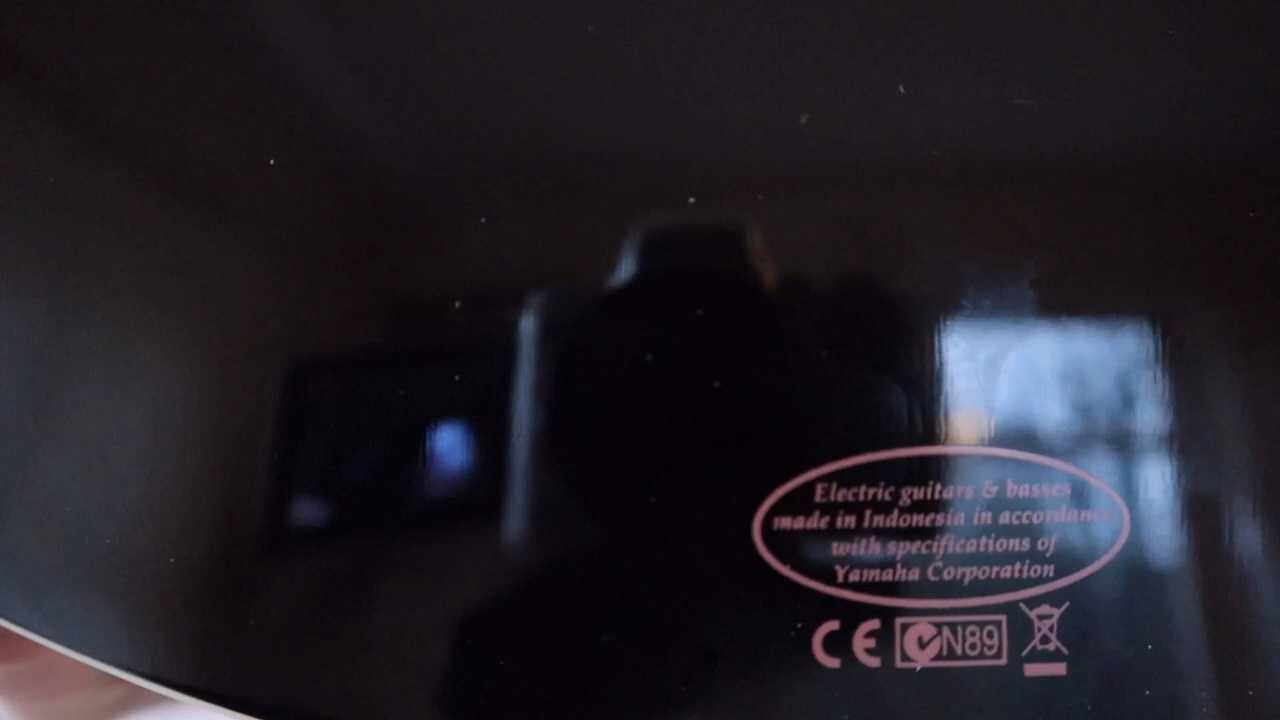 Electric guitars & basses
made in Indonesia in accordance
with specifications of
Yamaha Corporation
CE N89